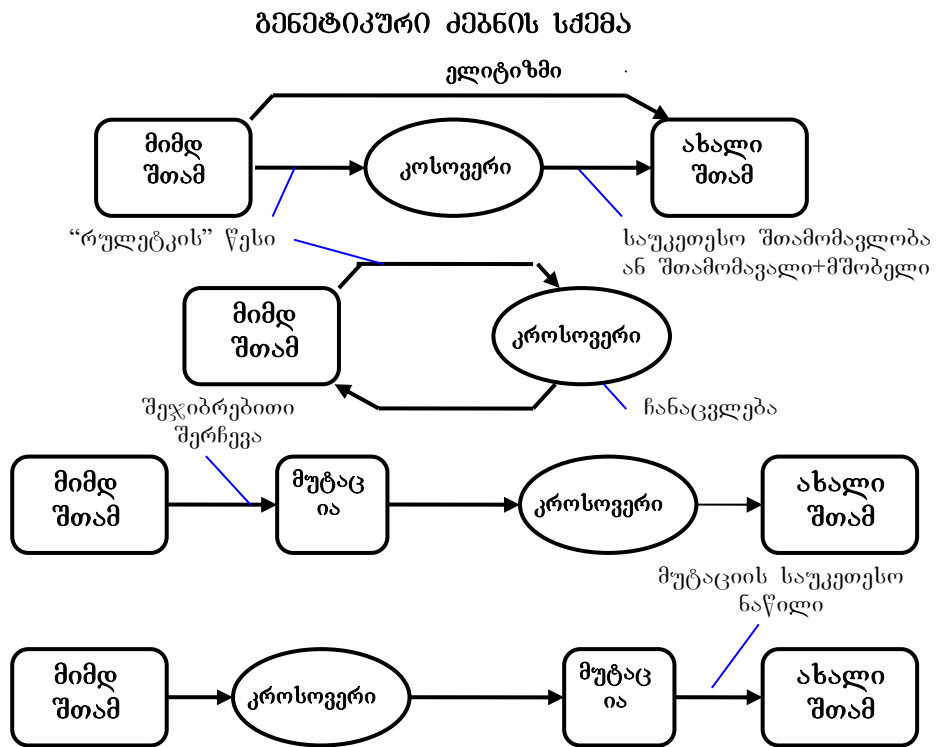 გენეტიკური ძებნის სქემა
ელიტიზმი
მიმდ
შთამ
კოსოვერი
ახალი
შთამ
“რულეტკის” წესი
საუკეთესო შთამომავლობა
ან შთამომავალი+მშობელი
მიმდ
შთამ
კროსოვერი
შეჯიბრებითი
შერჩევა
ჩანაცვლება
მიმდ
შთამ
მუტაც
ია
კროსოვერი
ახალი
შთამ
მუტაციის საუკეთესო
ნაწილი
მიმდ
შთამ
კროსოვერი
მუტაც
ია
ახალი
შთამ